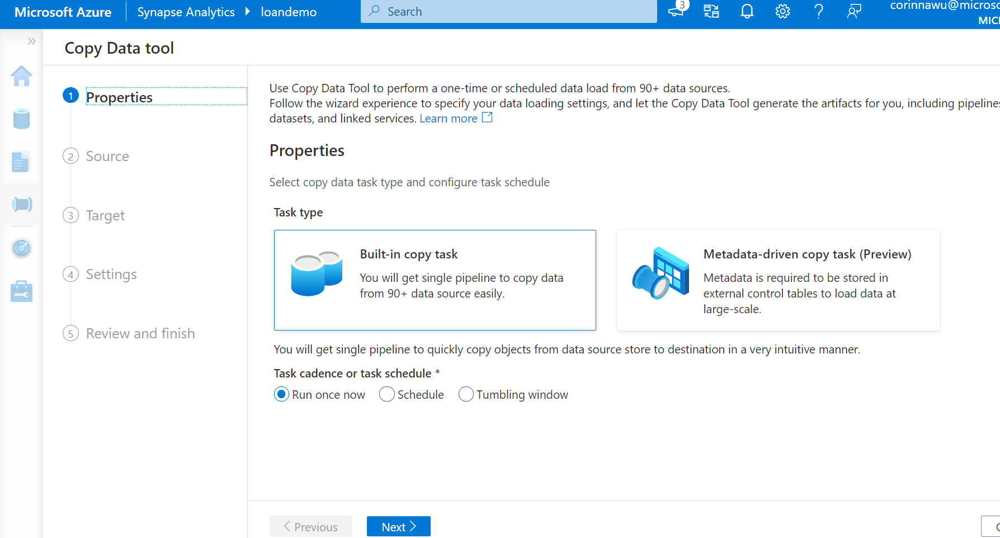 Microsoft Azure
Synapse Analytics
loandemo
Search
3
corinnawu@micros
MIC
Copy Data tool
1 Properties
2 Source
3 Target
4 Settings
5 Review and finish
Use Copy Data Tool to perform a one-time or scheduled data load from 90+ data sources.
Follow the wizard experience to specify your data loading settings, and let the Copy Data Tool generate the artifacts for you, including pipelines
datasets, and linked services. Learn more
Properties
Select copy data task type and configure task schedule
Task type
Built-in copy task
You will get single pipeline to copy data
from 90+ data source easily.
Metadata-driven copy task (Preview)
Metadata is required to be stored in
external control tables to load data at
large-scale.
You will get single pipeline to quickly copy objects from data source store to destination in a very intuitive manner.
Task cadence or task schedule *
Run once now
Schedule
Tumbling window
Previous
Next